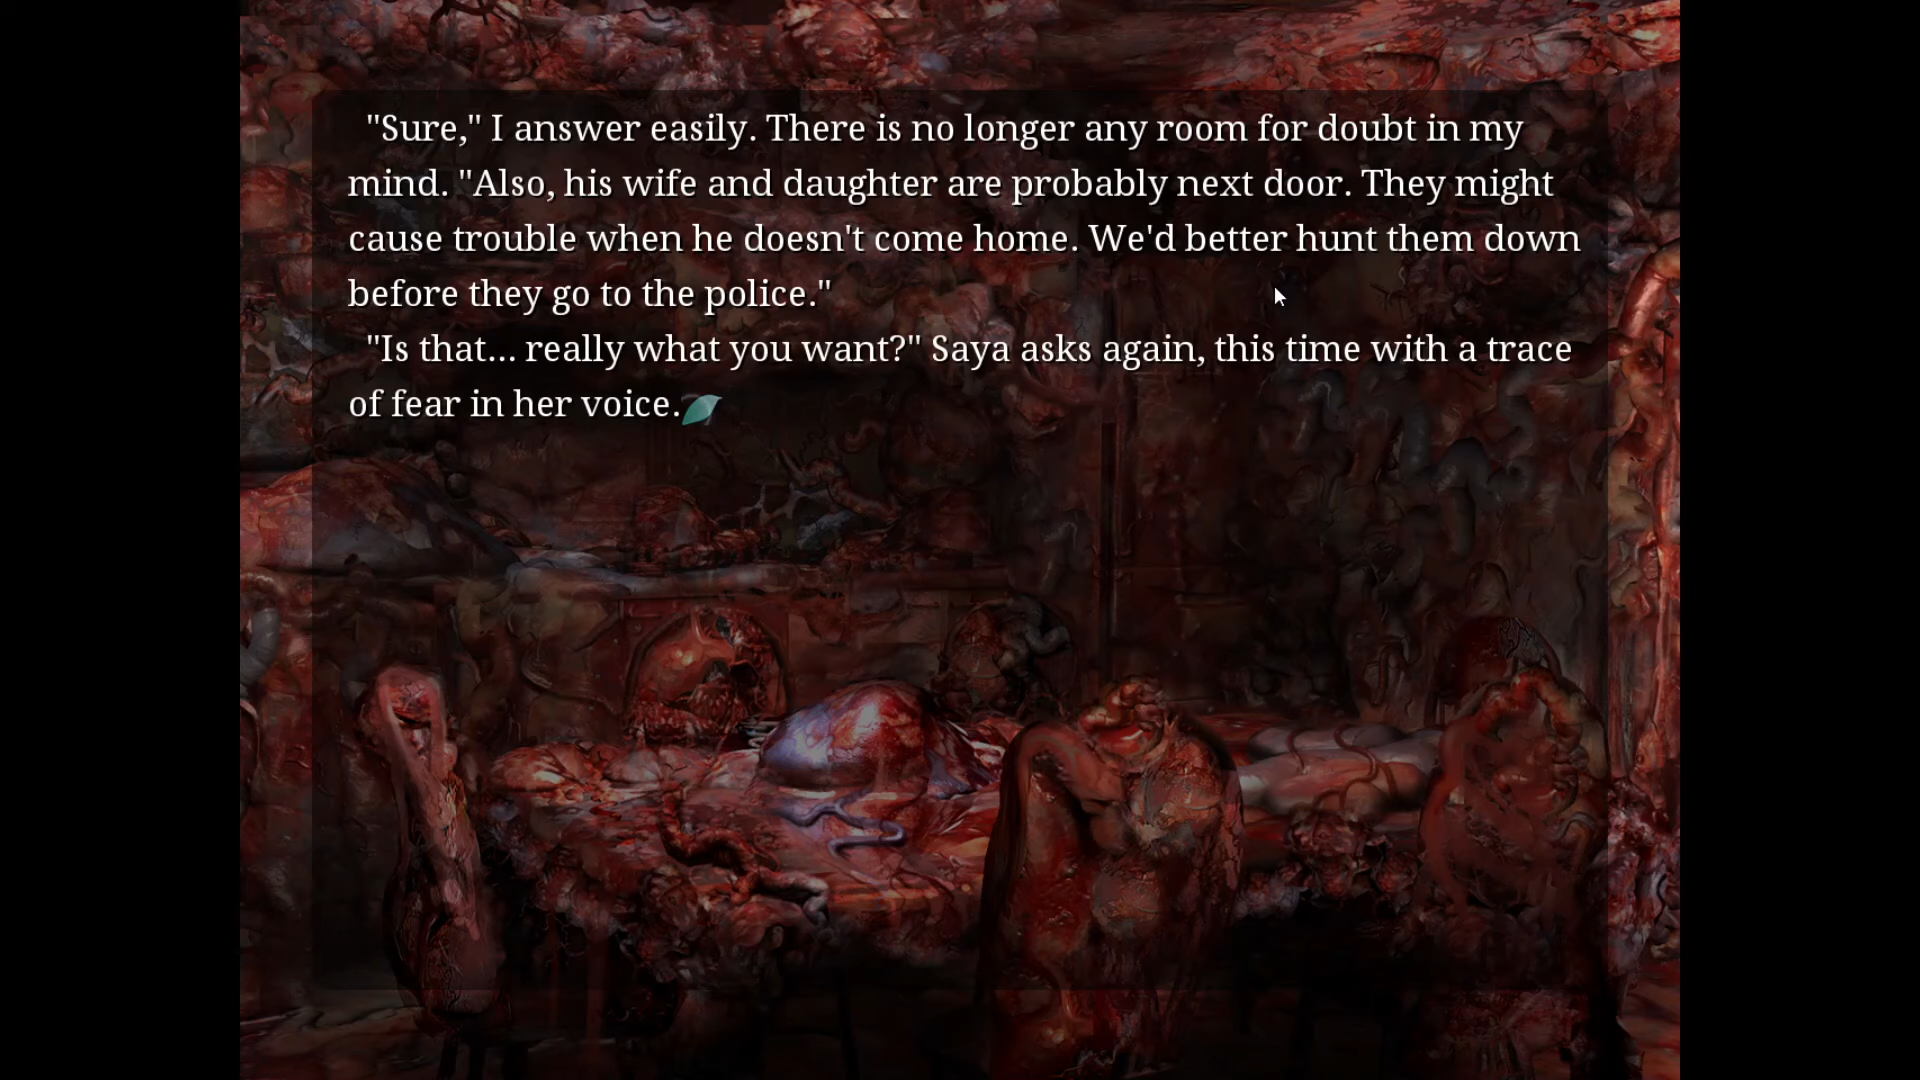 "Sure," I answer easily. There is no longer any room for doubt in my
mind. "Also, his wife and daughter are probably next door. They might
cause trouble when he doesn't come home. We'd better hunt them down
before they go to the police."
"Is that... really what you want?" Saya asks again, this time with a trace
of fear in her voice.